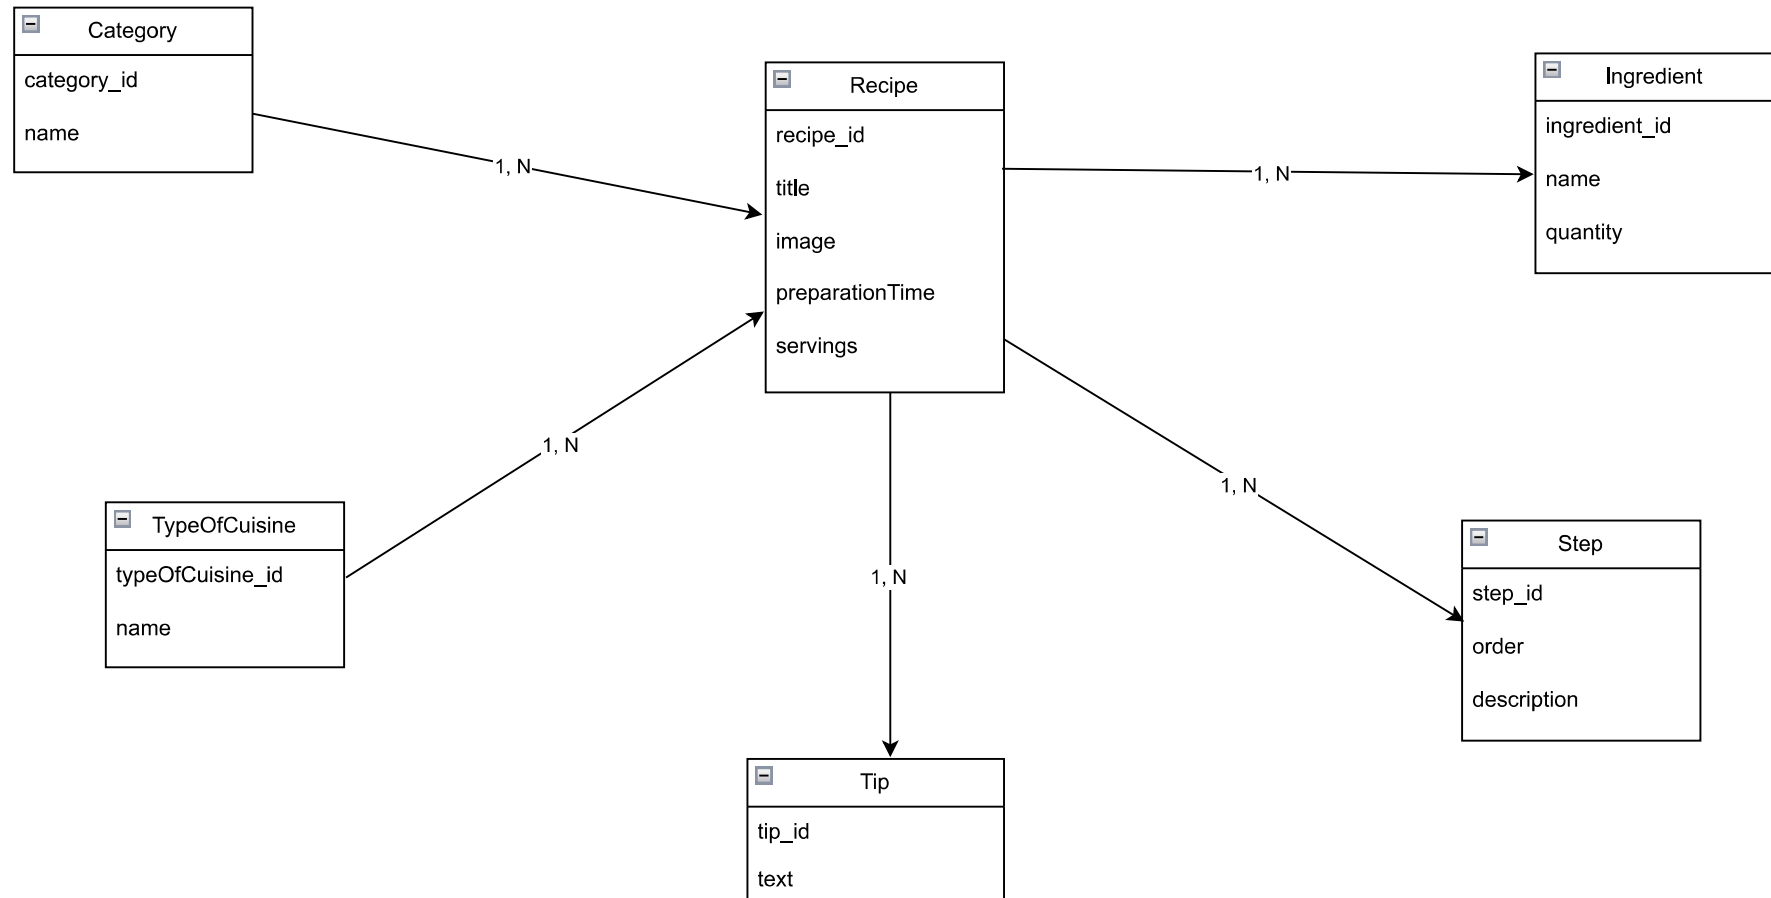 Category
category_id
name
1, N
Recipe
recipe_id
title
image
preparationTime
servings
1, N
Ingredient
ingredient_id
name
quantity
1, N
TypeOfCuisine
typeOfCuisine_id
name
1, N
1, N
Step
step_id
order
description
Tip
tip_id
text